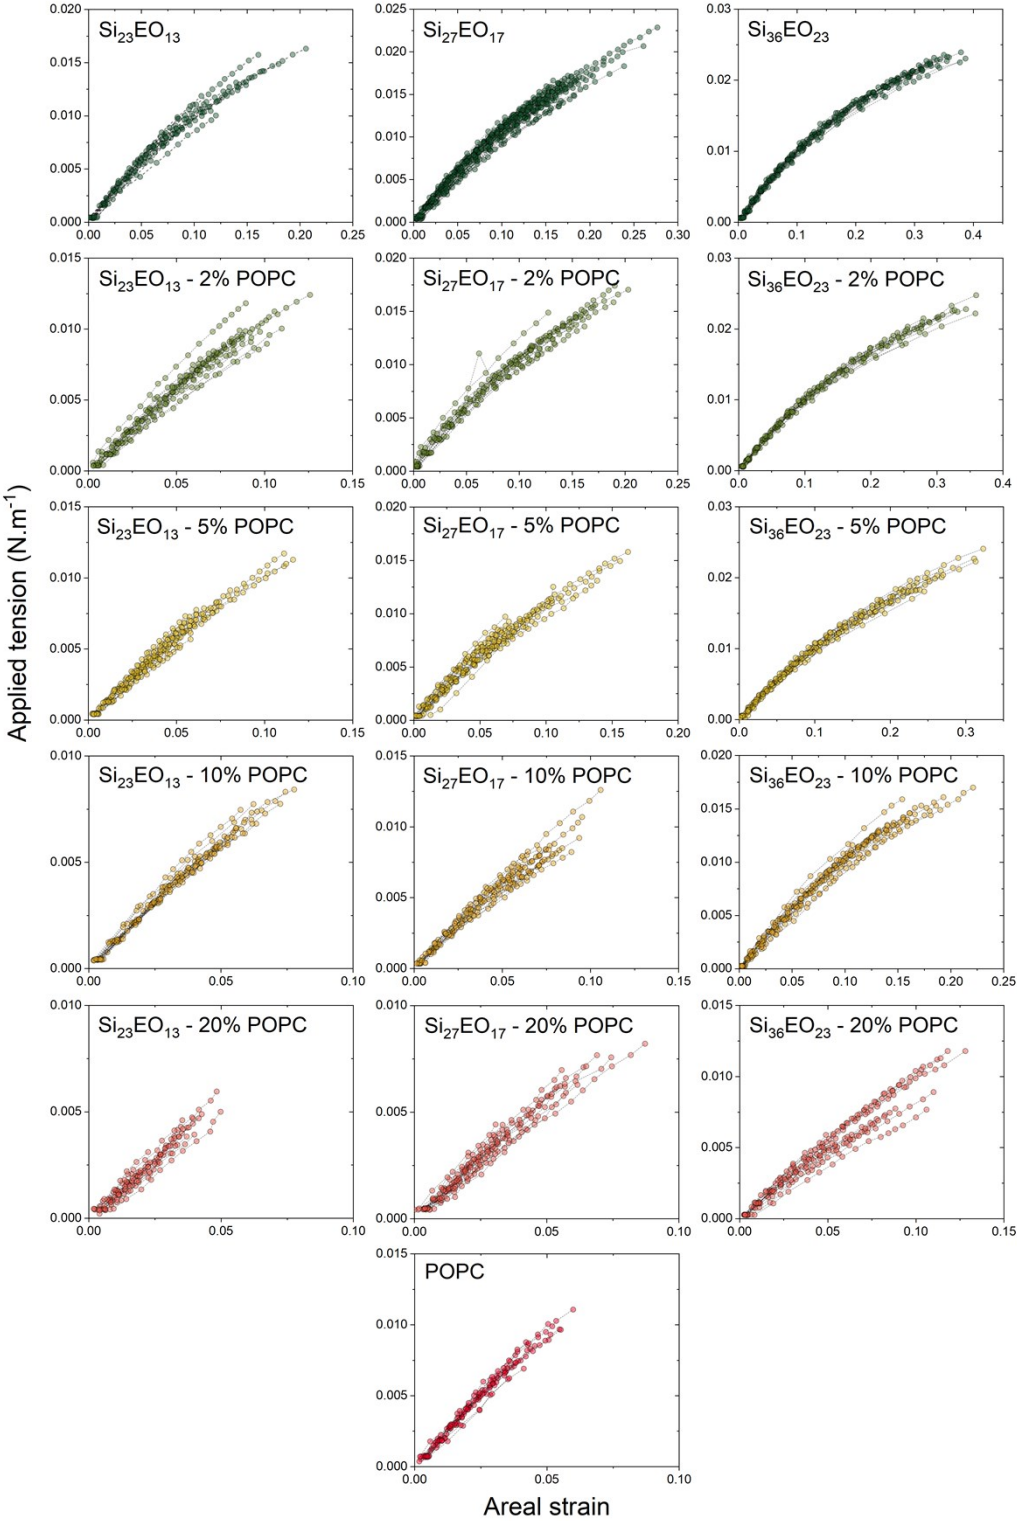 Si23EO13
Si27EO17
Si36EO23
0.020
0.015
0.010
0.005
0.000
0.00 0.05 0.10 0.15 0.20 0.25
0.025
0.020
0.015
0.010
0.005
0.000
0.00 0.05 0.10 0.15 0.20 0.25 0.30
0.03
0.02
0.01
0.00
0.0 0.1 0.2 0.3 0.4
Si23EO13 - 2% POPC
Si27EO17 - 2% POPC
Si36EO23 - 2% POPC
0.015
0.010
0.005
0.000
0.00 0.05 0.10 0.15
0.020
0.015
0.010
0.005
0.000
0.00 0.05 0.10 0.15 0.20 0.25
0.03
0.02
0.01
0.00
0.0 0.1 0.2 0.3 0.4
Applied tension (N.m-1)
Si23EO13 - 5% POPC
Si27EO17 - 5% POPC
Si36EO23 - 5% POPC
0.015
0.010
0.005
0.000
0.00 0.05 0.10 0.15
0.020
0.015
0.010
0.005
0.000
0.00 0.05 0.10 0.15 0.20
0.03
0.02
0.01
0.00
0.0 0.1 0.2 0.3
Si23EO13 - 10% POPC
Si27EO17 - 10% POPC
Si36EO23 - 10% POPC
0.010
0.005
0.000
0.00 0.05 0.10
0.015
0.010
0.005
0.000
0.00 0.05 0.10 0.15
0.020
0.015
0.010
0.005
0.000
0.00 0.05 0.10 0.15 0.20 0.25
Si23EO13 - 20% POPC
Si27EO17 - 20% POPC
Si36EO23 - 20% POPC
0.010
0.005
0.000
0.00 0.05 0.10
0.010
0.005
0.000
0.00 0.05 0.10
0.015
0.010
0.005
0.000
0.00 0.05 0.10 0.15
POPC
0.015
0.010
0.005
0.000
0.00 0.05 0.10
Areal strain